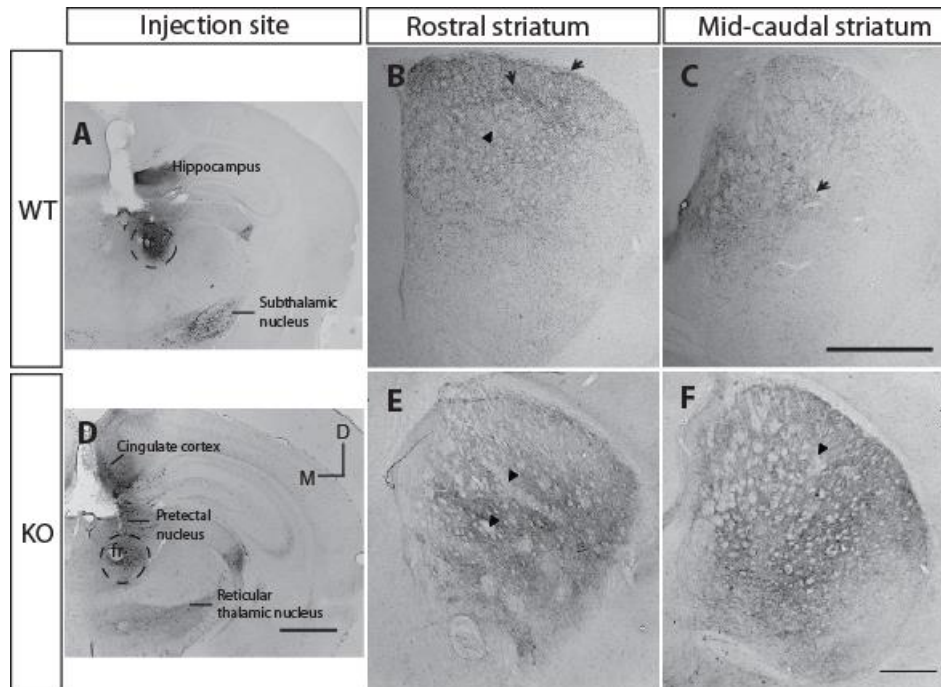 Injection site
Rostral striatum
Mid-caudal striatum
WT
A
Hippocampus
Subthalamic
nucleus
B
C
KO
D
Cingulate cortex
D
M
Pretectal
nucleus
fr
Reticular
thalamic nucleus
E
F